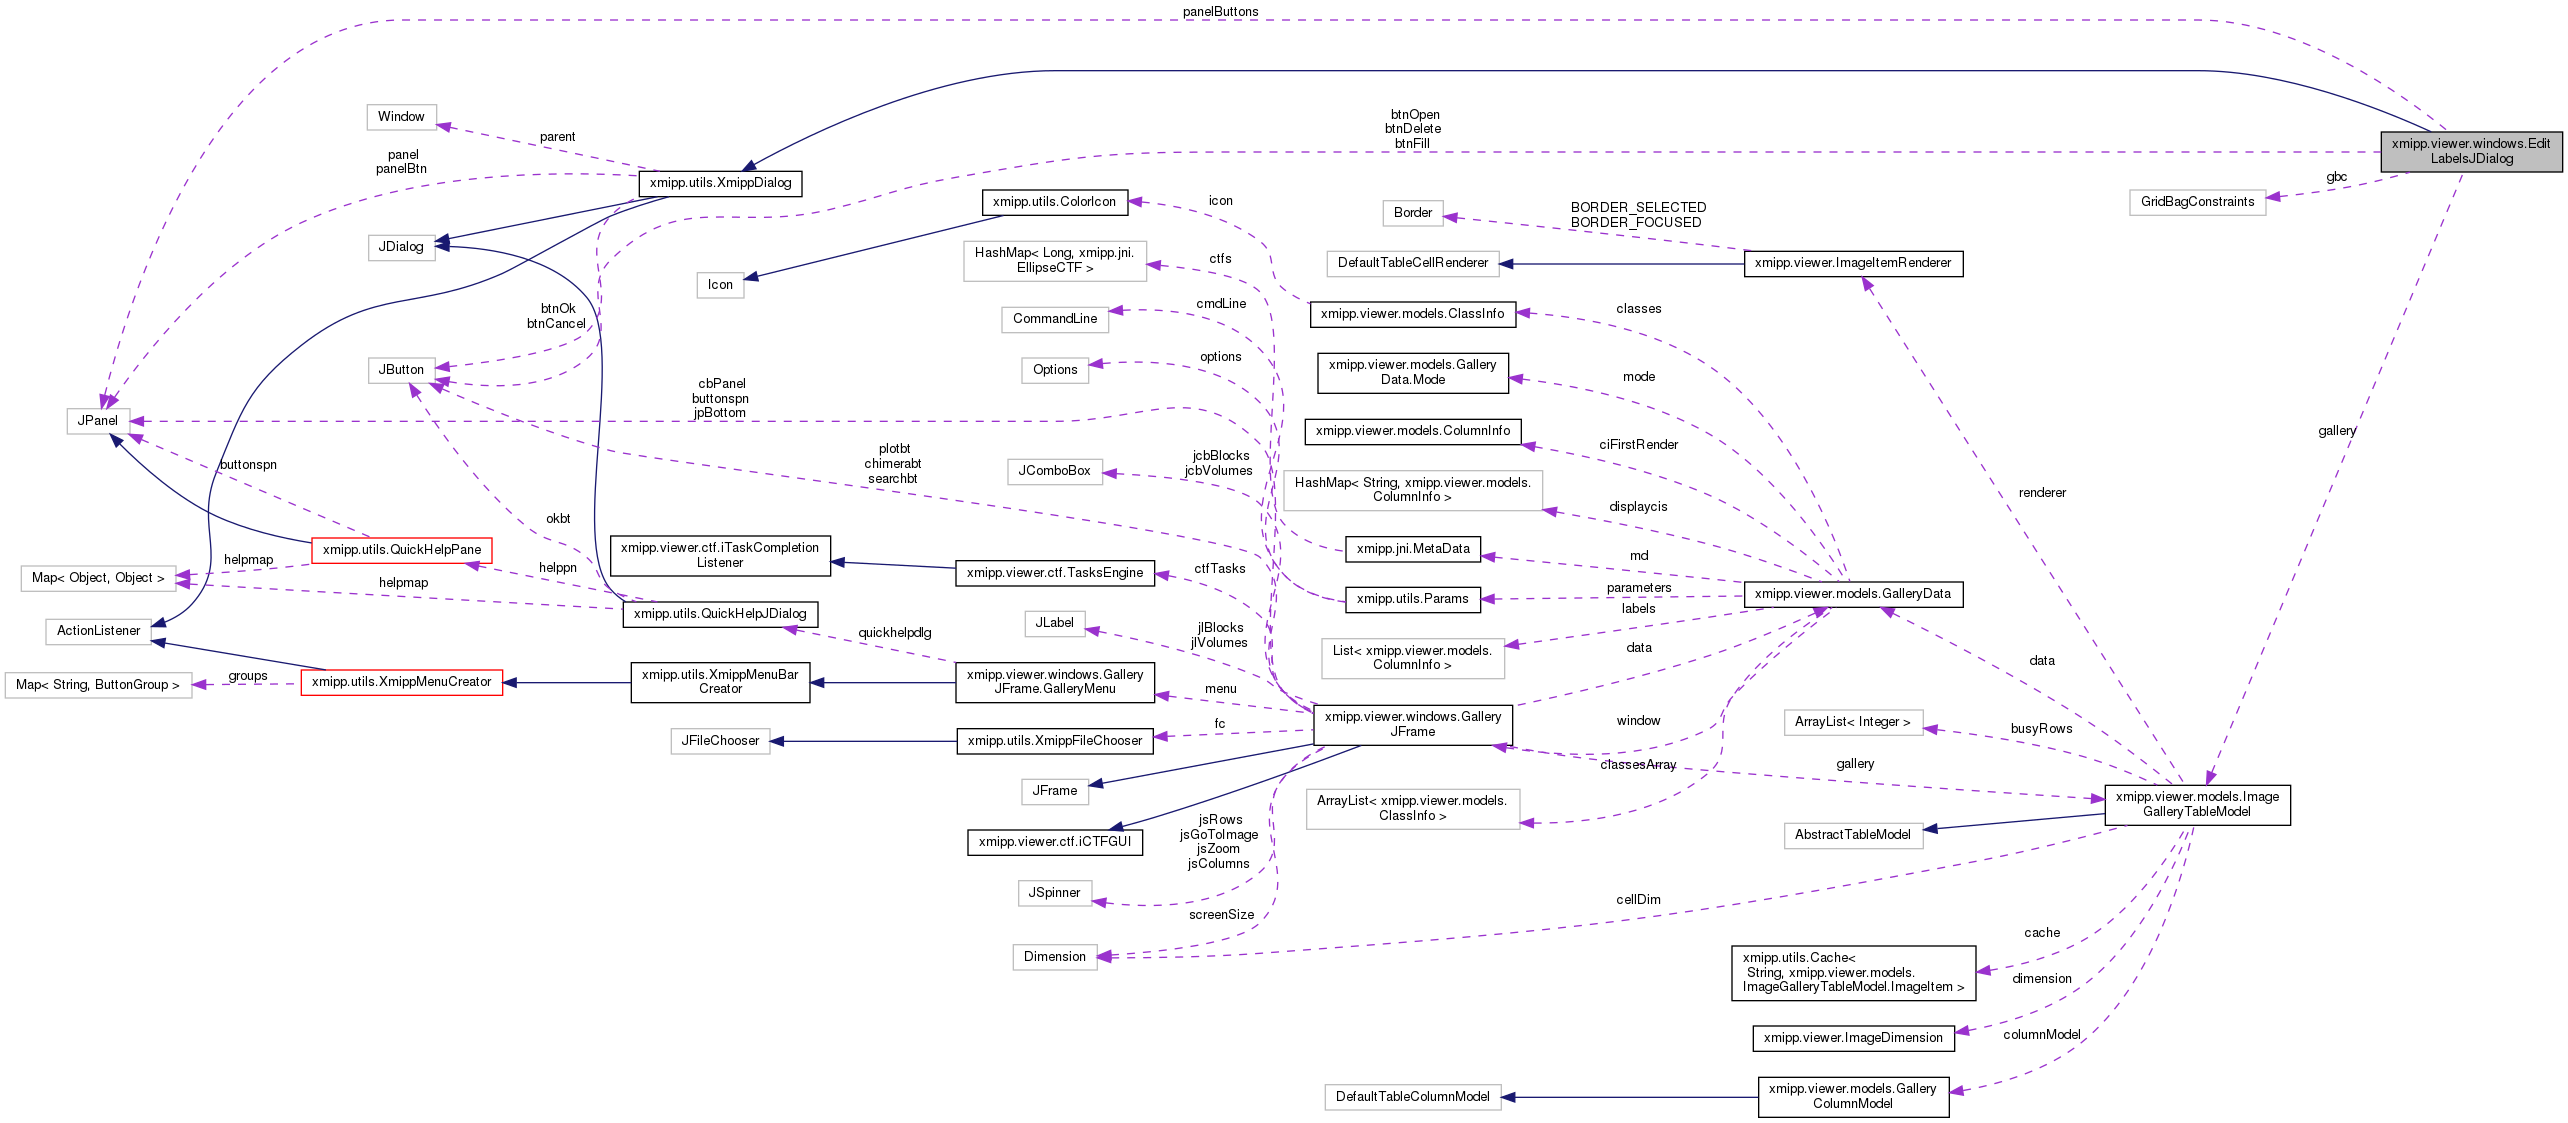 panelButtons
btnOpen
btnDelete
btnFill
xmipp.viewer.windows.Edit
LabelsJDialog
Window
parent
panel
panelBtn
xmipp.utils.XmippDialog
gbc
GridBagConstraints
xmipp.utils.ColorIcon
icon
Border
BORDER_SELECTED
BORDER_FOCUSED
JDialog
HashMap< Long, xmipp.jni.
EllipseCTF >
ctfs
DefaultTableCellRenderer
xmipp.viewer.ImageItemRenderer
Icon
btnOk
btnCancel
CommandLine
cmdLine
xmipp.viewer.models.ClassInfo
classes
JButton
Options
options
xmipp.viewer.models.Gallery
Data.Mode
mode
cbPanel
buttonspn
jpBottom
JPanel
xmipp.viewer.models.ColumnInfo
ciFirstRender
gallery
buttonspn
plotbt
chimerabt
searchbt
JComboBox
jcbBlocks
jcbVolumes
HashMap< String, xmipp.viewer.models.
ColumnInfo >
displaycis
renderer
okbt
xmipp.utils.QuickHelpPane
xmipp.viewer.ctf.iTaskCompletion
Listener
xmipp.jni.MetaData
md
helpmap
Map< Object, Object >
helpmap
helppn
xmipp.viewer.ctf.TasksEngine
ctfTasks
xmipp.utils.Params
parameters
xmipp.viewer.models.GalleryData
xmipp.utils.QuickHelpJDialog
labels
ActionListener
JLabel
jlBlocks
jlVolumes
quickhelpdlg
List< xmipp.viewer.models.
ColumnInfo >
data
data
Map< String, ButtonGroup >
groups
xmipp.utils.XmippMenuCreator
xmipp.utils.XmippMenuBar
Creator
xmipp.viewer.windows.Gallery
JFrame.GalleryMenu
menu
xmipp.viewer.windows.Gallery
JFrame
window
ArrayList< Integer >
busyRows
JFileChooser
xmipp.utils.XmippFileChooser
fc
classesArray
gallery
JFrame
ArrayList< xmipp.viewer.models.
ClassInfo >
xmipp.viewer.models.Image
GalleryTableModel
xmipp.viewer.ctf.iCTFGUI
jsRows
jsGoToImage
jsZoom
jsColumns
AbstractTableModel
JSpinner
screenSize
cellDim
Dimension
cache
xmipp.utils.Cache<
String, xmipp.viewer.models.
ImageGalleryTableModel.ImageItem >
dimension
xmipp.viewer.ImageDimension
columnModel
DefaultTableColumnModel
xmipp.viewer.models.Gallery
ColumnModel